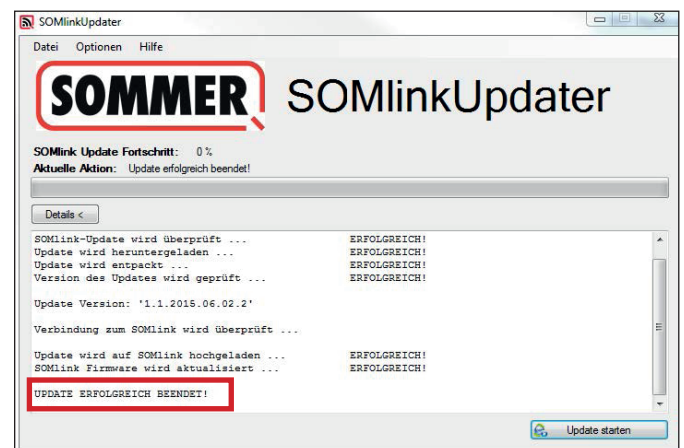 SOMlinkUpdater
Datei Optionen Hilfe
SOMMER SOMlinkUpdater
SOMlink Update Fortschritt: 0 %
Aktuelle Aktion: Update erfolgreich beendet!
Details <
SOMlink-Update wird überprüft ... ERFOLGREICH!
Update wird heruntergeladen ... ERFOLGREICH!
Update wird entpackt ... ERFOLGREICH!
Version des Updates wird geprüft ... ERFOLGREICH!
Update Version: '1.1.2015.06.02.2'
Verbindung zum SOMlink wird überprüft ...
Update wird auf SOMlink hochgeladen ... ERFOLGREICH!
SOMlink Firmware wird aktualisiert ... ERFOLGREICH!
UPDATE ERFOLGREICH BEENDET!
Update starten